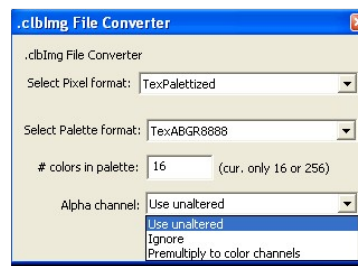 .clbImg File Converter
.clbImg File Converter
Select Pixel format: TexPalettized
Select Palette format: TexABGR8888
# colors in palette: 16 (cur. only 16 or 256)
Alpha channel: Use unaltered
Use unaltered
Ignore
Premultiply to color channels